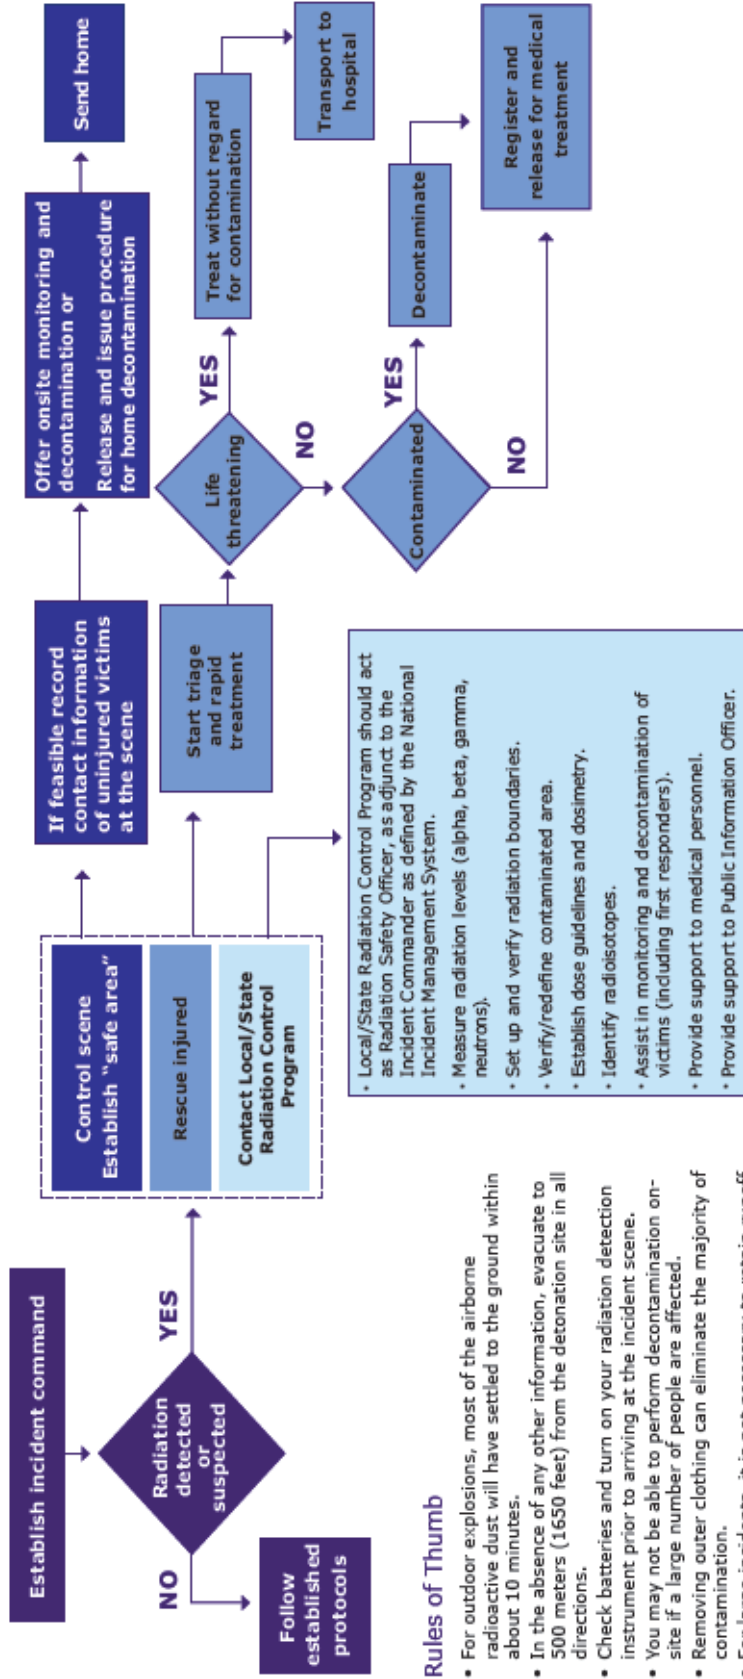 Establish incident command
Radiation
detected
or
suspected
NO
YES
Follow
established
protocols
Control scene
Establish “safe area”
Rescue injured
Contact Local/State
Radiation Control
Program
If feasible record
contact information
of uninjured victims
at the scene
Offer onsite monitoring and
decontamination or
Release and issue procedure
for home decontamination
Send home
Start triage
and rapid
treatment
Life
threatening
YES
NO
Treat without regard
for contamination
Transport to
hospital
Contaminated
YES
NO
Decontaminate
Register and
release for medical
treatment
• Local/State Radiation Control Program should act
as Radiation Safety Officer, as adjunct to the
Incident Commander as defined by the National
Incident Management System.
• Measure radiation levels (alpha, beta, gamma,
neutrons).
• Set up and verify radiation boundaries.
• Verify/redefine contaminated area.
• Establish dose guidelines and dosimetry.
• Identify radioisotopes.
• Assist in monitoring and decontamination of
victims (including first responders).
• Provide support to medical personnel.
• Provide support to Public Information Officer.
Rules of Thumb
• For outdoor explosions, most of the airborne
radioactive dust will have settled to the ground within
about 10 minutes.
• In the absence of any other information, evacuate to
500 meters (1650 feet) from the detonation site in all
directions.
• Check batteries and turn on your radiation detection
instrument prior to arriving at the incident scene.
• You may not be able to perform decontamination on-
site if a large number of people are affected.
• Removing outer clothing can eliminate the majority of
contamination.